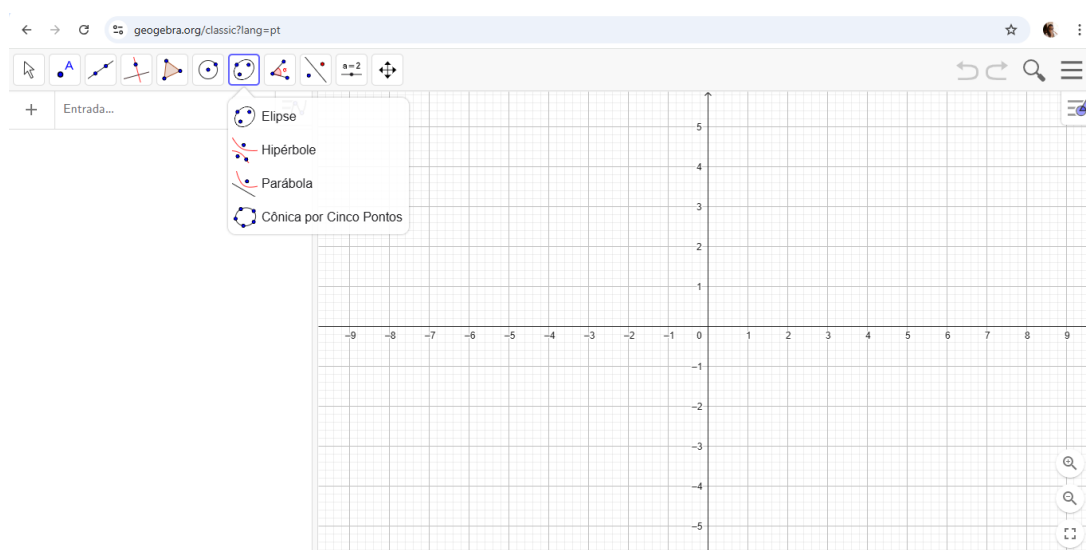 geogebra.org/classic?lang=pt
A
a=2
+ Entrada...
Elipse
Hipérbole
Parábola
Cônica por Cinco Pontos
5
4
3
2
1
–9 –8 –7 –6 –5 –4 –3 –2 –1 0 1 2 3 4 5 6 7 8 9
–1
–2
–3
–4
–5